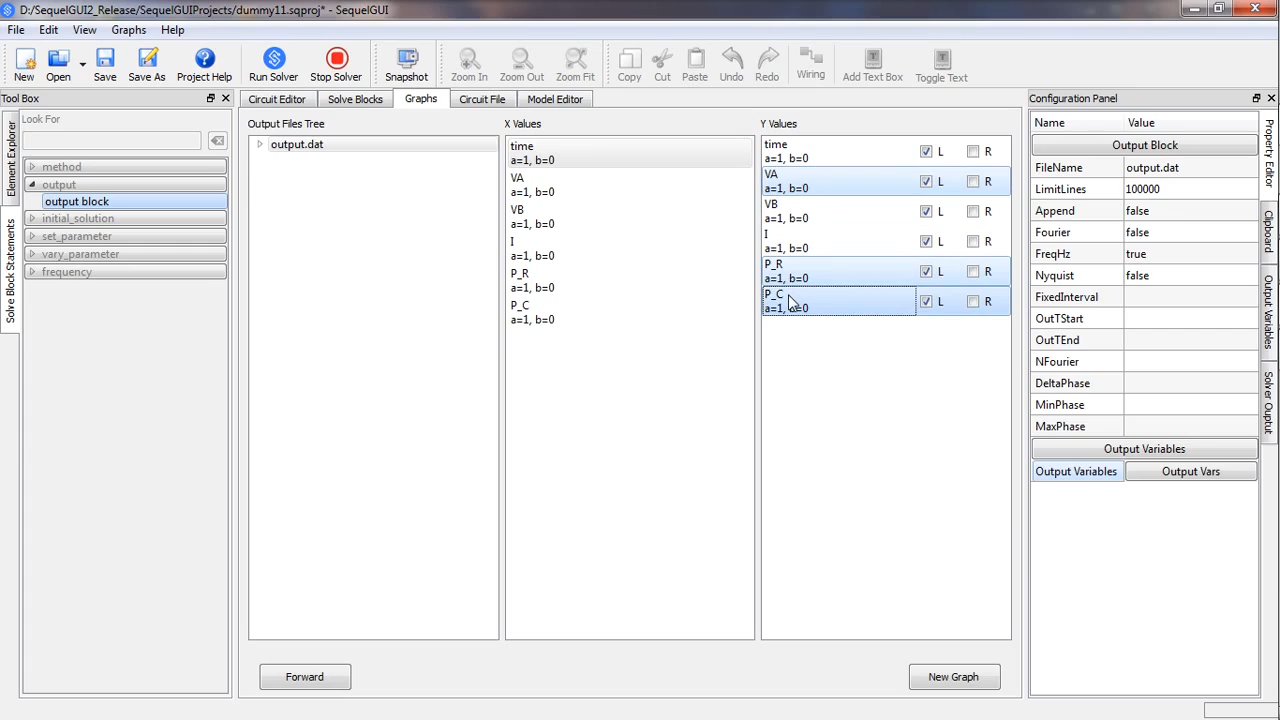 D:/SequelGUI2_Release/SequelGUIProjects/dummy11.sqproj* - SequelGUI
File Edit View Graphs Help
New Open Save Save As Project Help Run Solver Stop Solver Snapshot Zoom In Zoom Out Zoom Fit Copy Cut Paste Undo Redo Wiring Add Text Box Toggle Text
Tool Box
Look For
method
output
output block
initial_solution
set_parameter
vary_parameter
frequency
Element Explorer
Solve Block Statements
Circuit Editor Solve Blocks Graphs Circuit File Model Editor
Output Files Tree
output.dat
Forward
X Values
time
a=1, b=0
VA
a=1, b=0
VB
a=1, b=0
I
a=1, b=0
P_R
a=1, b=0
P_C
a=1, b=0
Y Values
time
a=1, b=0 L R
VA
a=1, b=0 L R
VB
a=1, b=0 L R
I
a=1, b=0 L R
P_R
a=1, b=0 L R
P_C
a=1, b=0 L R
New Graph
Configuration Panel
Name Value
Output Block
FileName output.dat
LimitLines 100000
Append false
Fourier false
FreqHz true
Nyquist false
FixedInterval
OutTStart
OutTEnd
NFourier
DeltaPhase
MinPhase
MaxPhase
Output Variables
Output Variables Output Vars
Property Editor
Clipboard
Output Variables
Solver Ouptut